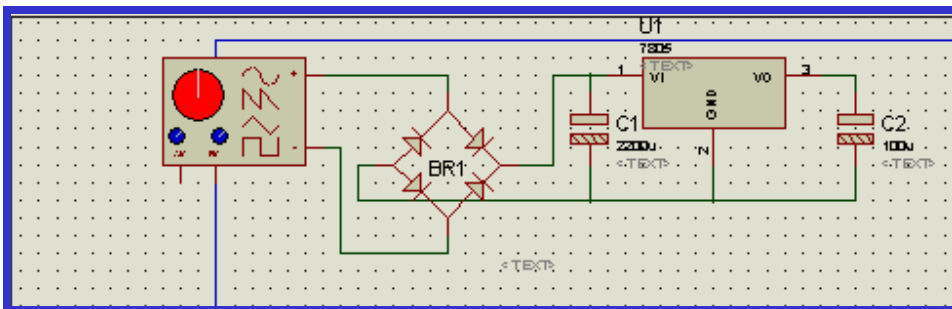 U1
7805
<TEXT>
1
VI
VO
3
GND
2
C1
2200u
<TEXT>
C2
100u
<TEXT>
BR1
+
-
<TEXT>